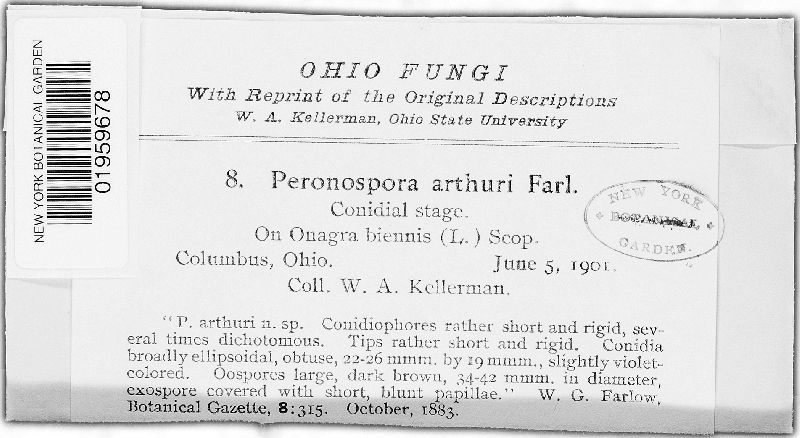 NEW YORK BOTANICAL GARDEN
01959678
OHIO FUNGI
With Reprint of the Original Descriptions
W. A. Kellerman, Ohio State University
8. Peronospora arthuri Farl.
Conidial stage.
On Onagra biennis (L.) Scop.
Columbus, Ohio. June 5, 1901.
Coll. W. A. Kellerman.
NEW YORK
BOTANICAL
GARDEN.
"P. arthuri n. sp. Conidiophores rather short and rigid, sev-
eral times dichotomous. Tips rather short and rigid. Conidia
broadly ellipsoidal, obtuse, 22-26 mmm. by 19 mmm., slightly violet-
colored. Oospores large, dark brown, 34-42 mmm. in diameter,
exospore covered with short, blunt papillae." W. G. Farlow,
Botanical Gazette, 8:315. October, 1883.